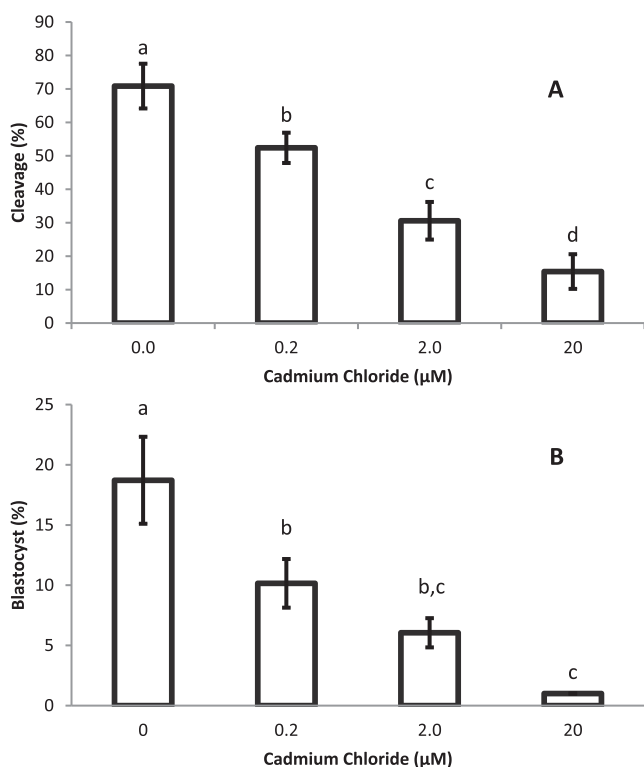 90
80
70
60
50
40
30
20
10
0
Cleavage (%)
a
b
c
d
A
0.0 0.2 2.0 20
Cadmium Chloride (μM)
25
20
15
10
5
0
Blastocyst (%)
a
b
b,c
c
B
0 0.2 2.0 20
Cadmium Chloride (μM)